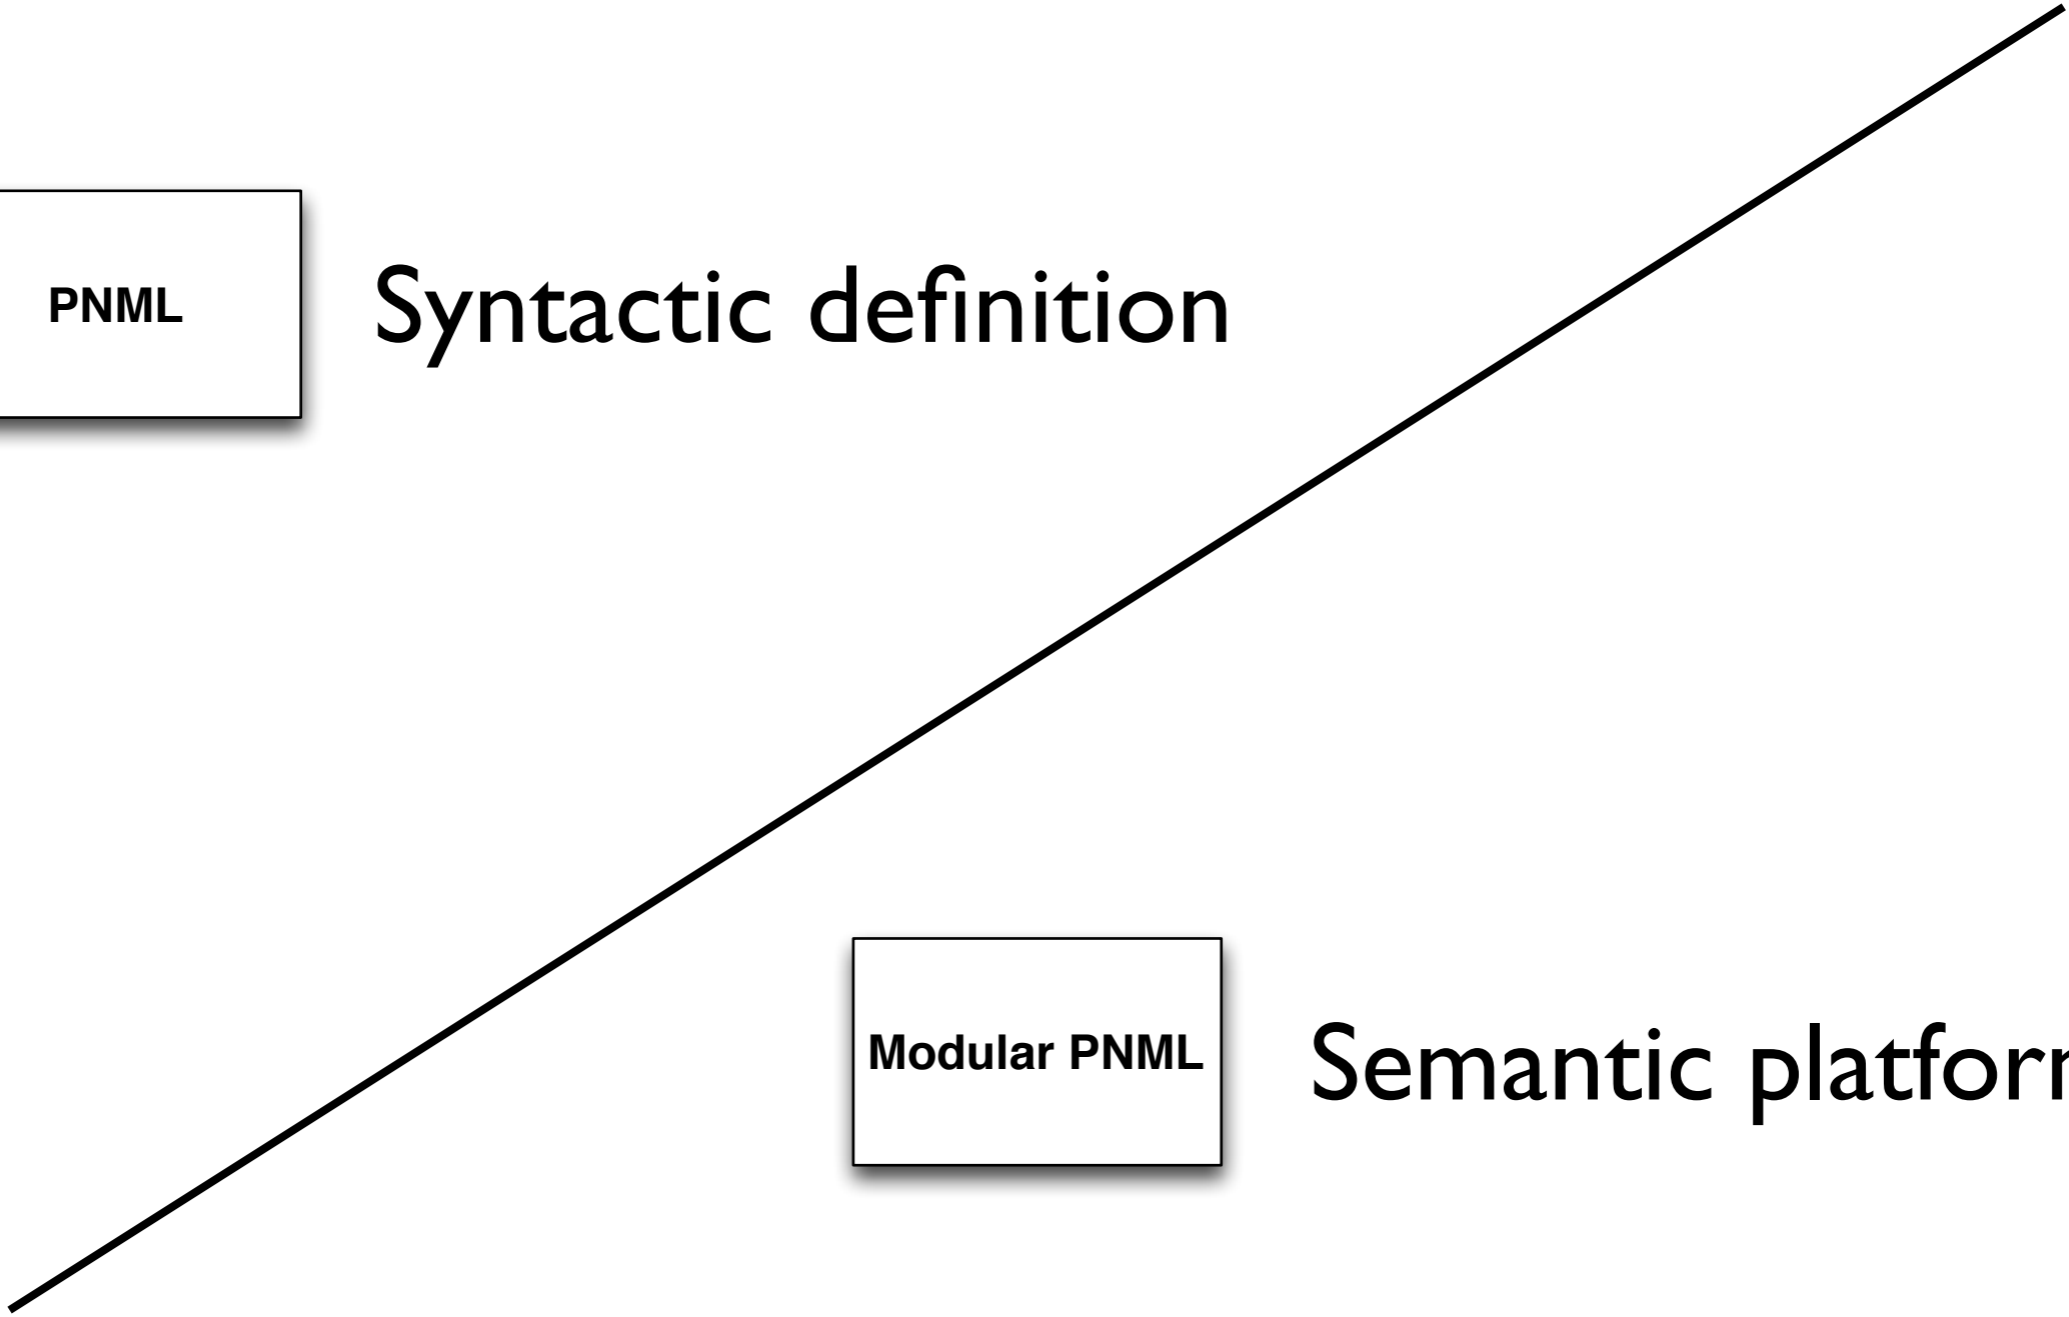 PNML
Syntactic definition
Modular PNML
Semantic platfor